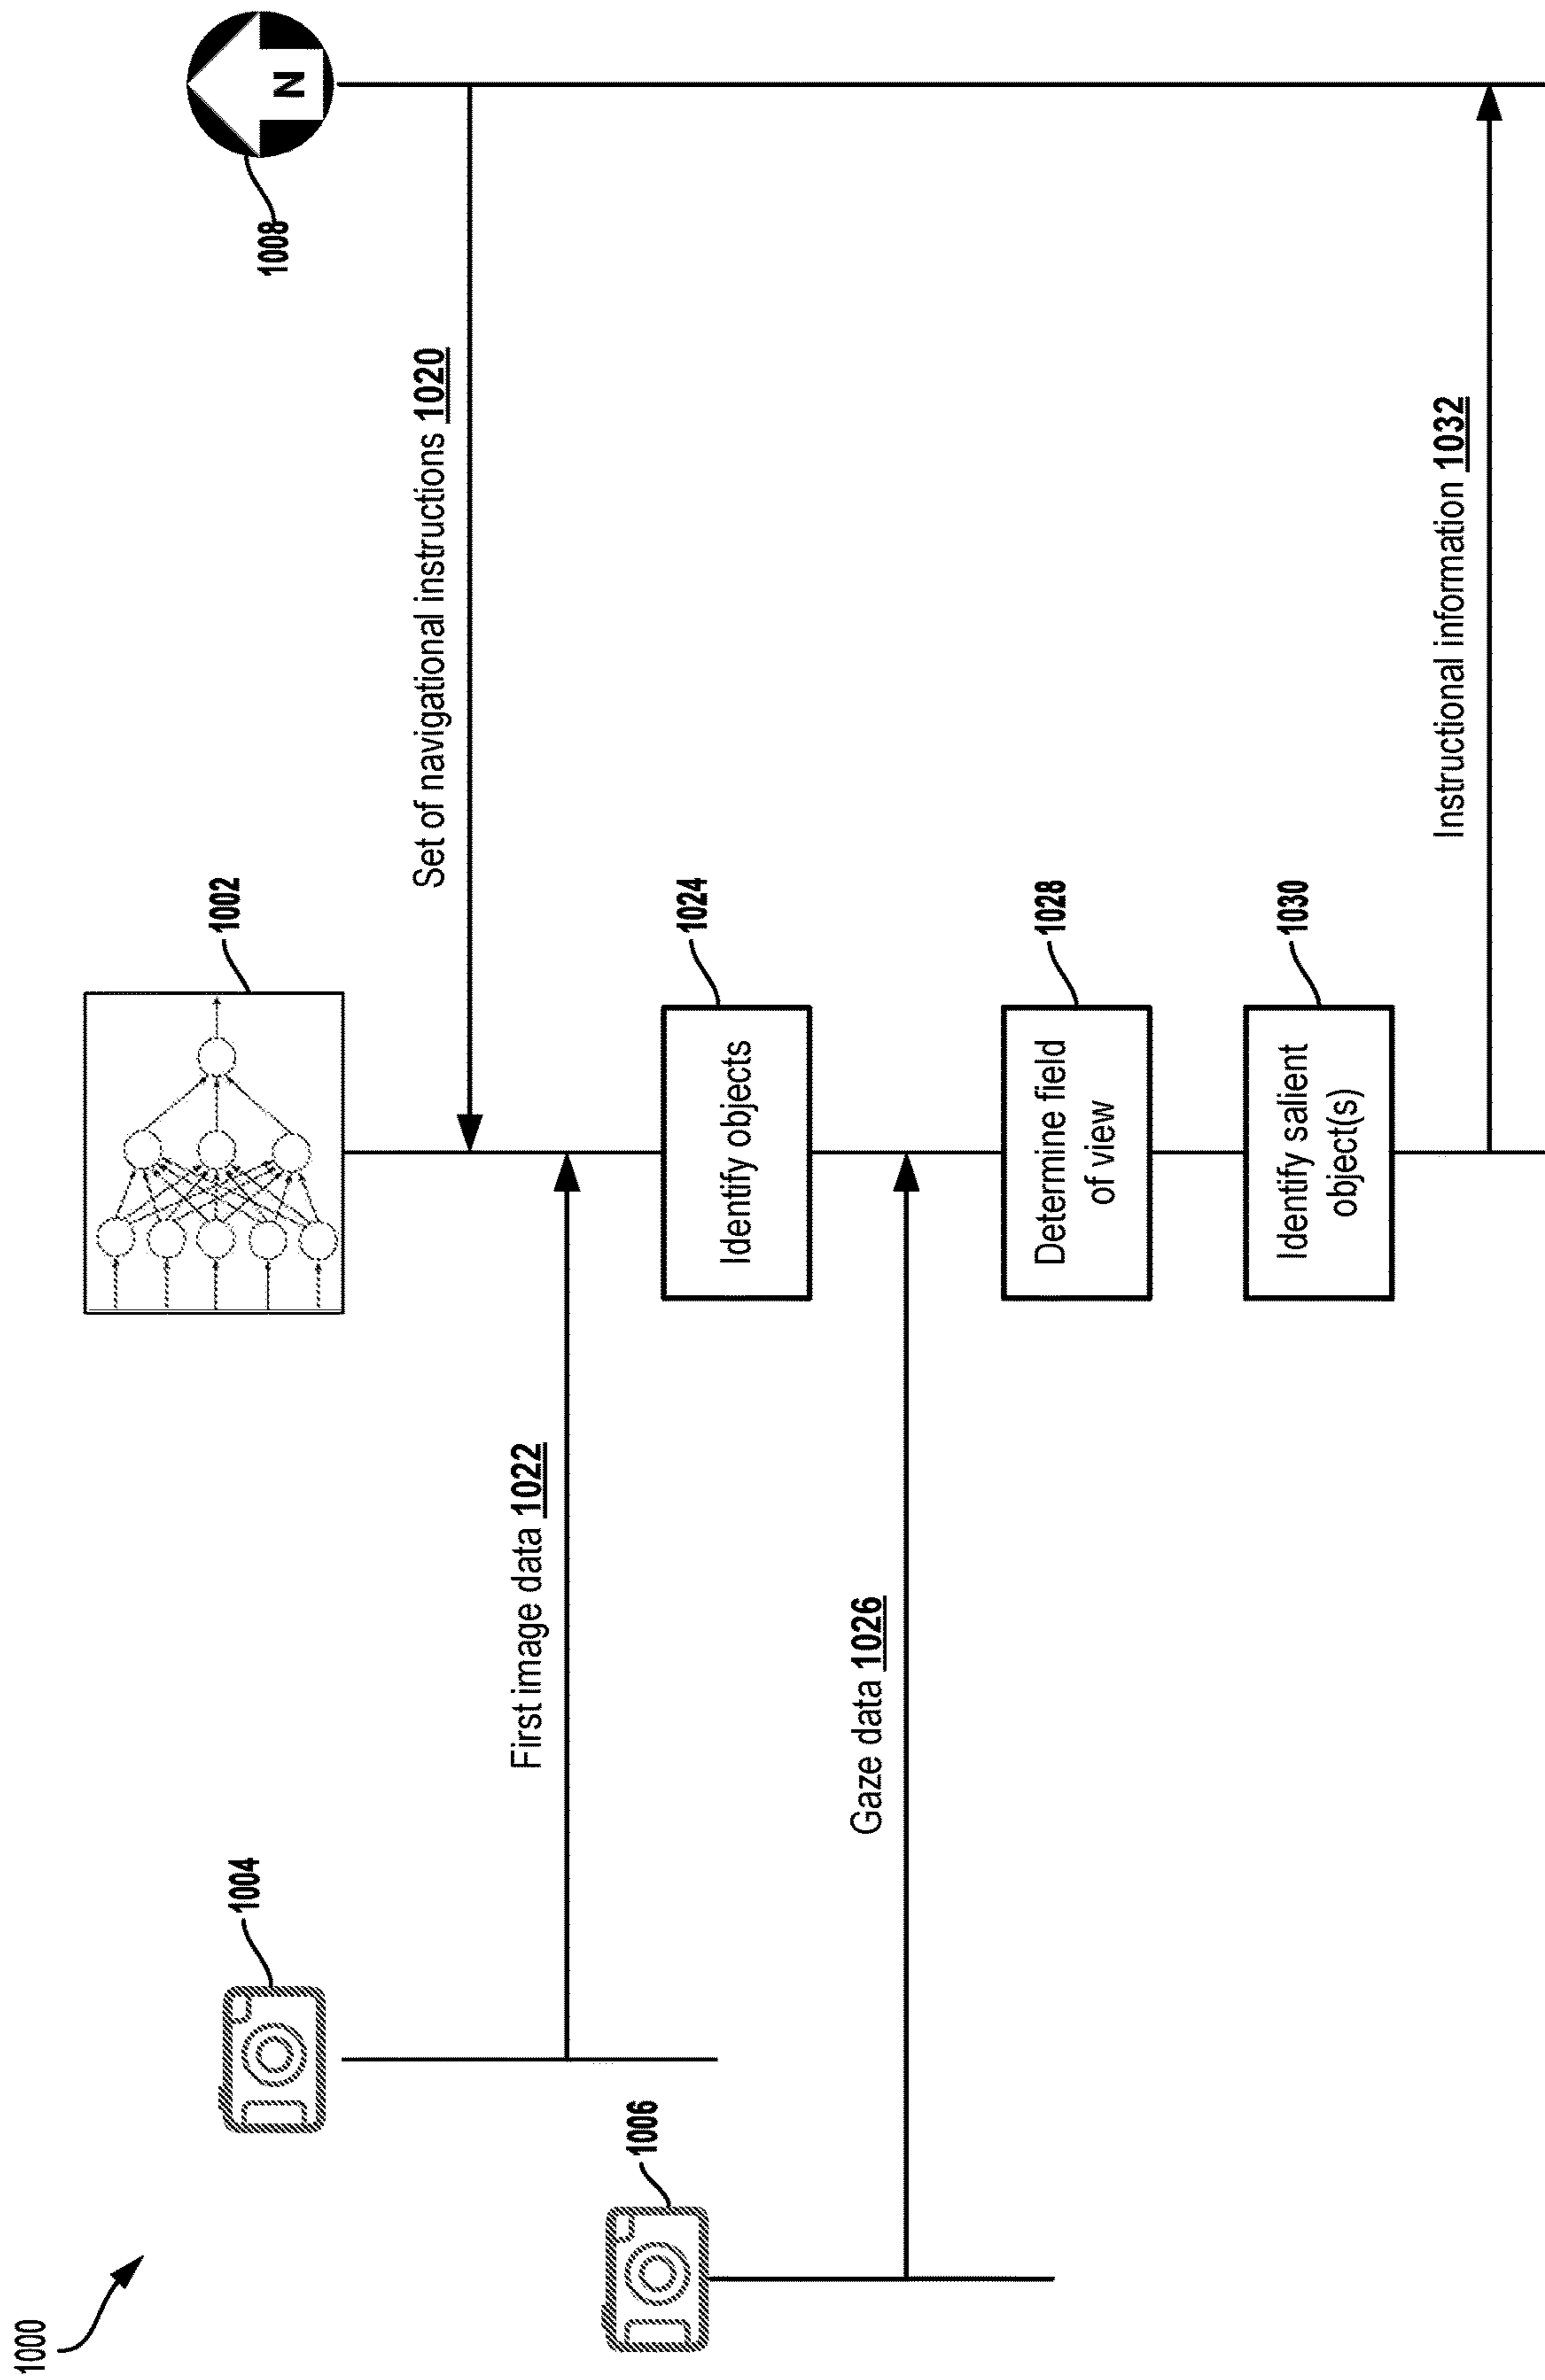 1000
1004
1002
1008
N
Set of navigational instructions 1020
First image data 1022
1006
Identify objects
1024
Gaze data 1026
Determine field
of view
1028
Identify salient
object(s)
1030
Instructional information 1032